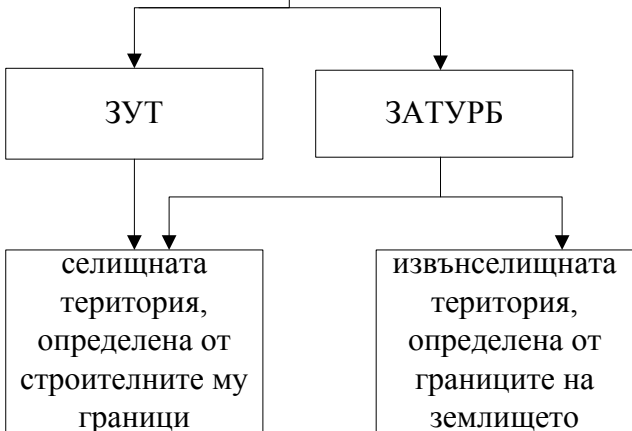 ЗУТ
ЗАТУРБ
селищната
територия,
определена от
строителните му
граници
извънселищната
територия,
определена от
границите на
землището